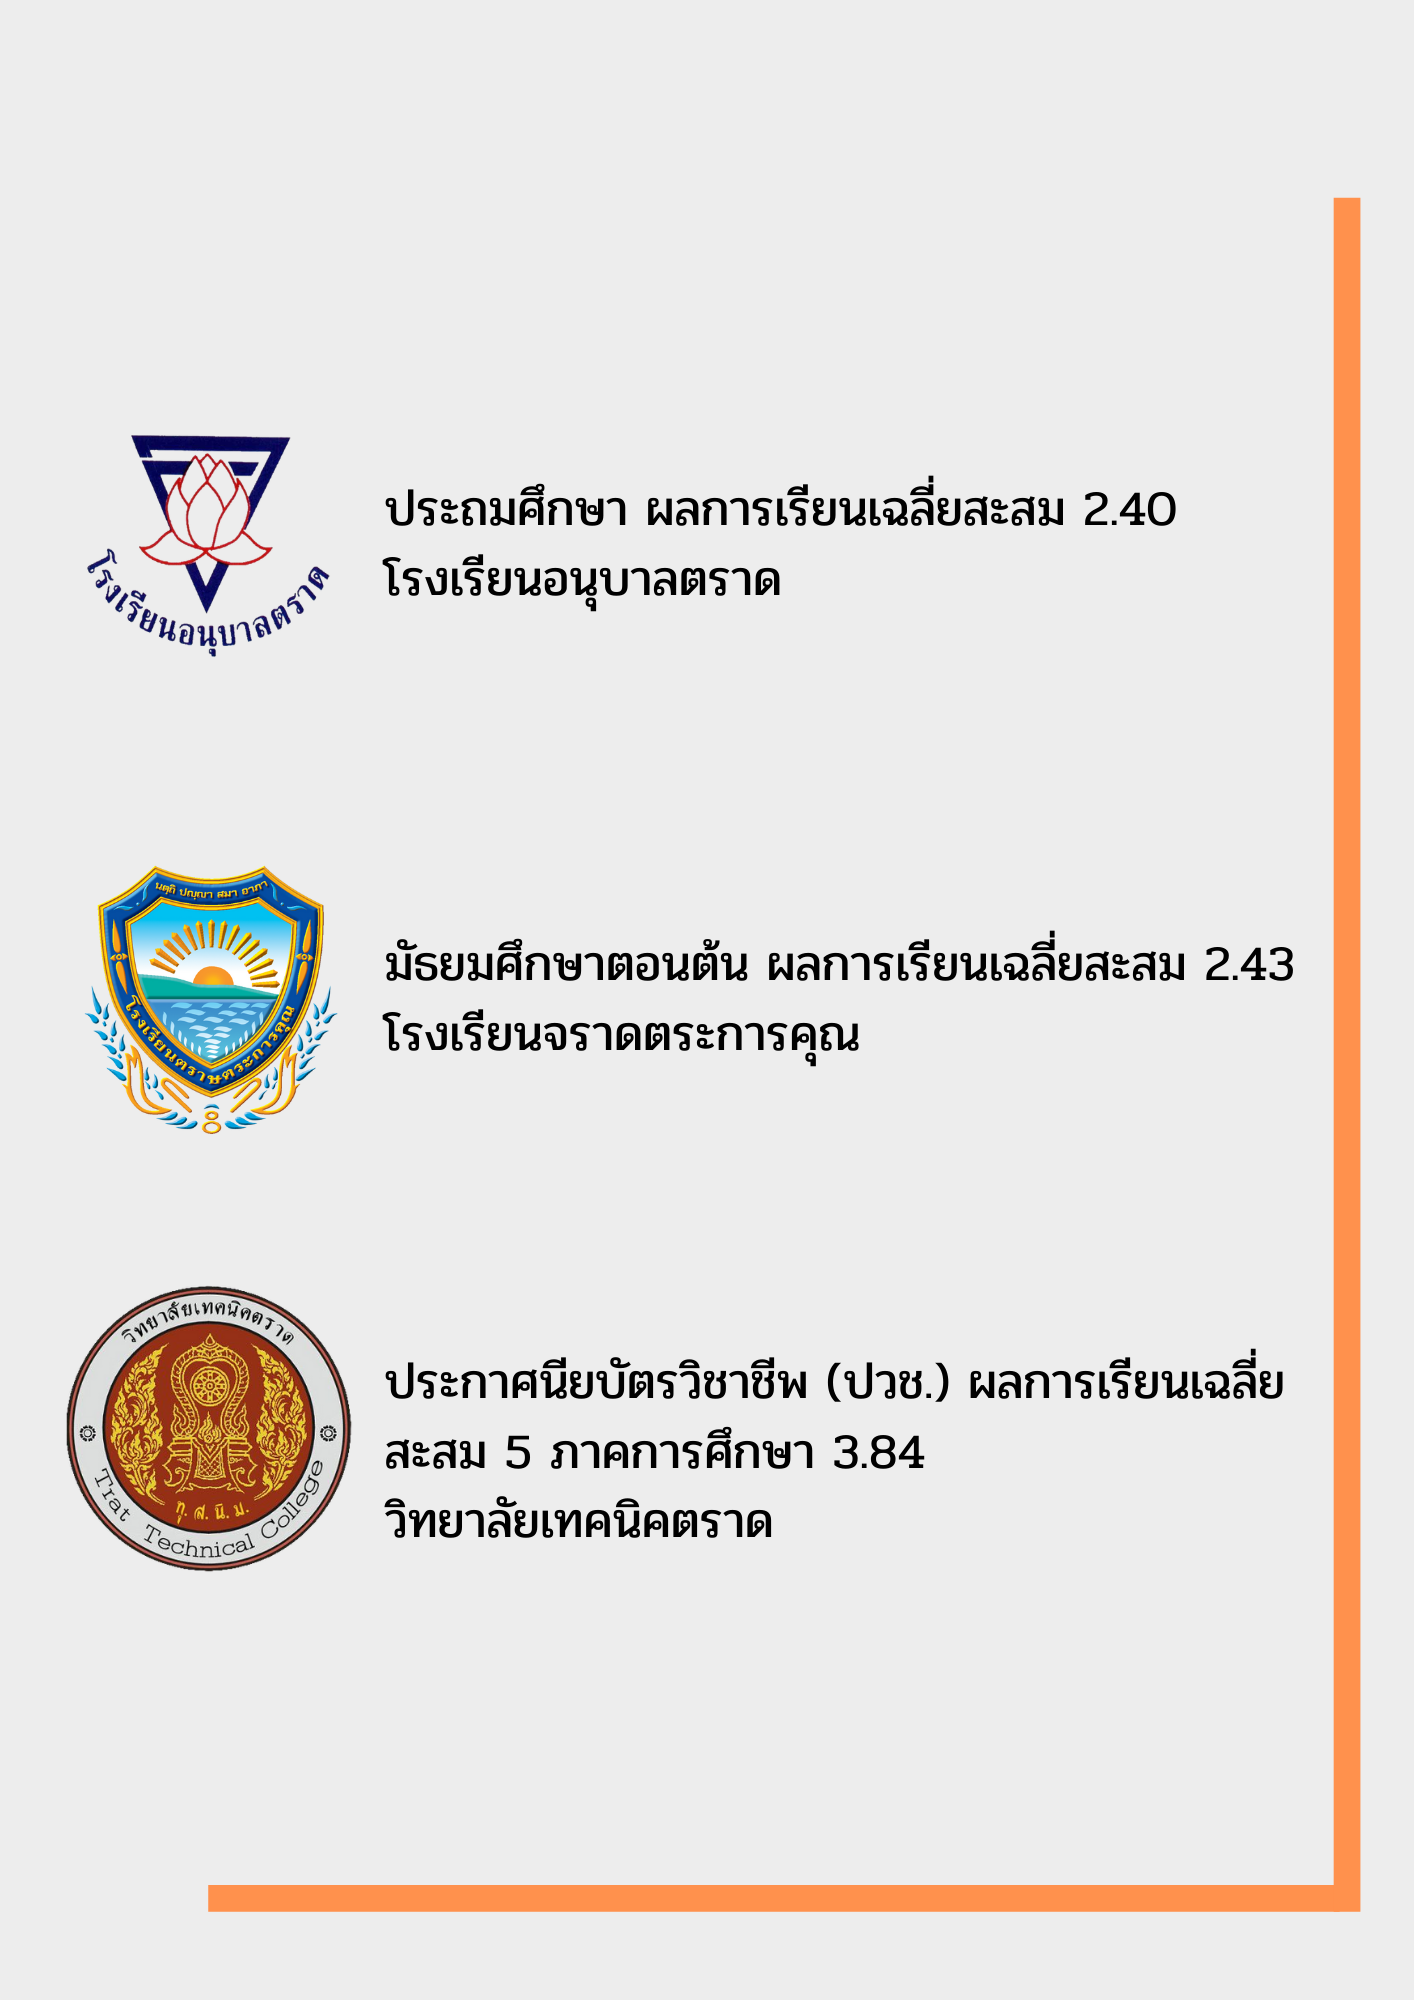 โรงเรียนอนุบาลตราด
ประถมศึกษา ผลการเรียนเฉลี่ยสะสม 2.40
โรงเรียนอนุบาลตราด
นตฺถิ ปญฺญา สมา อาภา
โรงเรียนตราษตระการคุณ
มัธยมศึกษาตอนต้น ผลการเรียนเฉลี่ยสะสม 2.43
โรงเรียนจราดตระการคุณ
วิทยาลัยเทคนิคตราด
ทุ. ส. นิ. ม.
Trat Technical College
ประกาศนียบัตรวิชาชีพ (ปวช.) ผลการเรียนเฉลี่ย
สะสม 5 ภาคการศึกษา 3.84
วิทยาลัยเทคนิคตราด